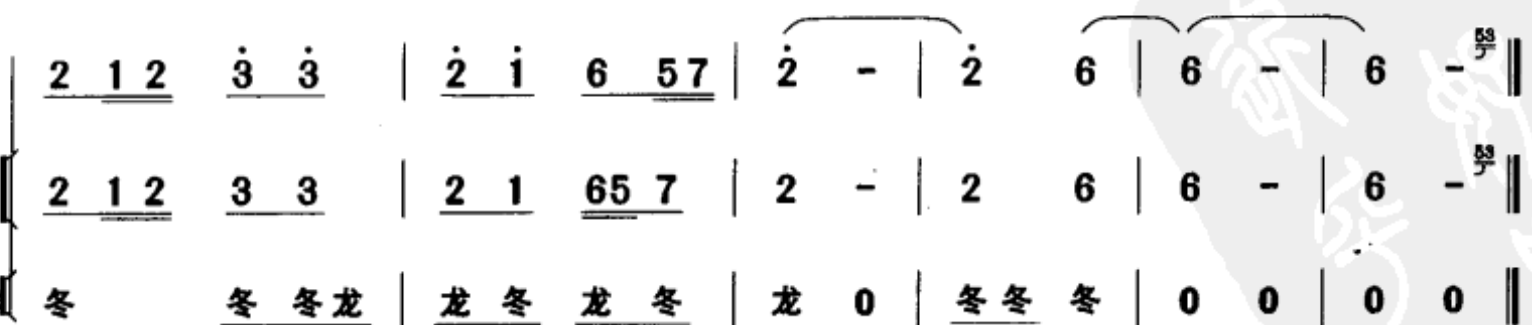 2 1 2 3̇ 3̇ | 2̇ 1̇ 6 5 7 | 2̇ - | 2̇ 6 | 6 - | 6 - 53
2 1 2 3 3 | 2 1 6 5 7 | 2 - | 2 6 | 6 - | 6 - 53
冬 冬 冬 龙 | 龙 冬 龙 冬 | 龙 0 | 冬 冬 冬 | 0 0 | 0 0